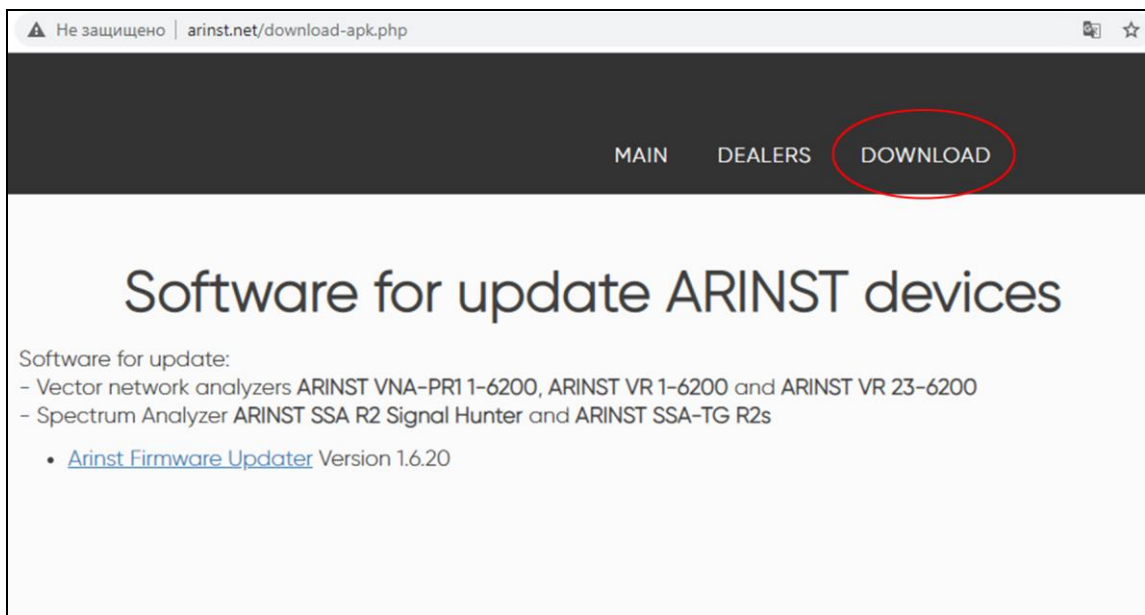 Не защищено | arinst.net/download-apk.php
MAIN DEALERS DOWNLOAD
Software for update ARINST devices
Software for update:
- Vector network analyzers ARINST VNA-PR1 1-6200, ARINST VR 1-6200 and ARINST VR 23-6200
- Spectrum Analyzer ARINST SSA R2 Signal Hunter and ARINST SSA-TG R2s
• Arinst Firmware Updater Version 1.6.20